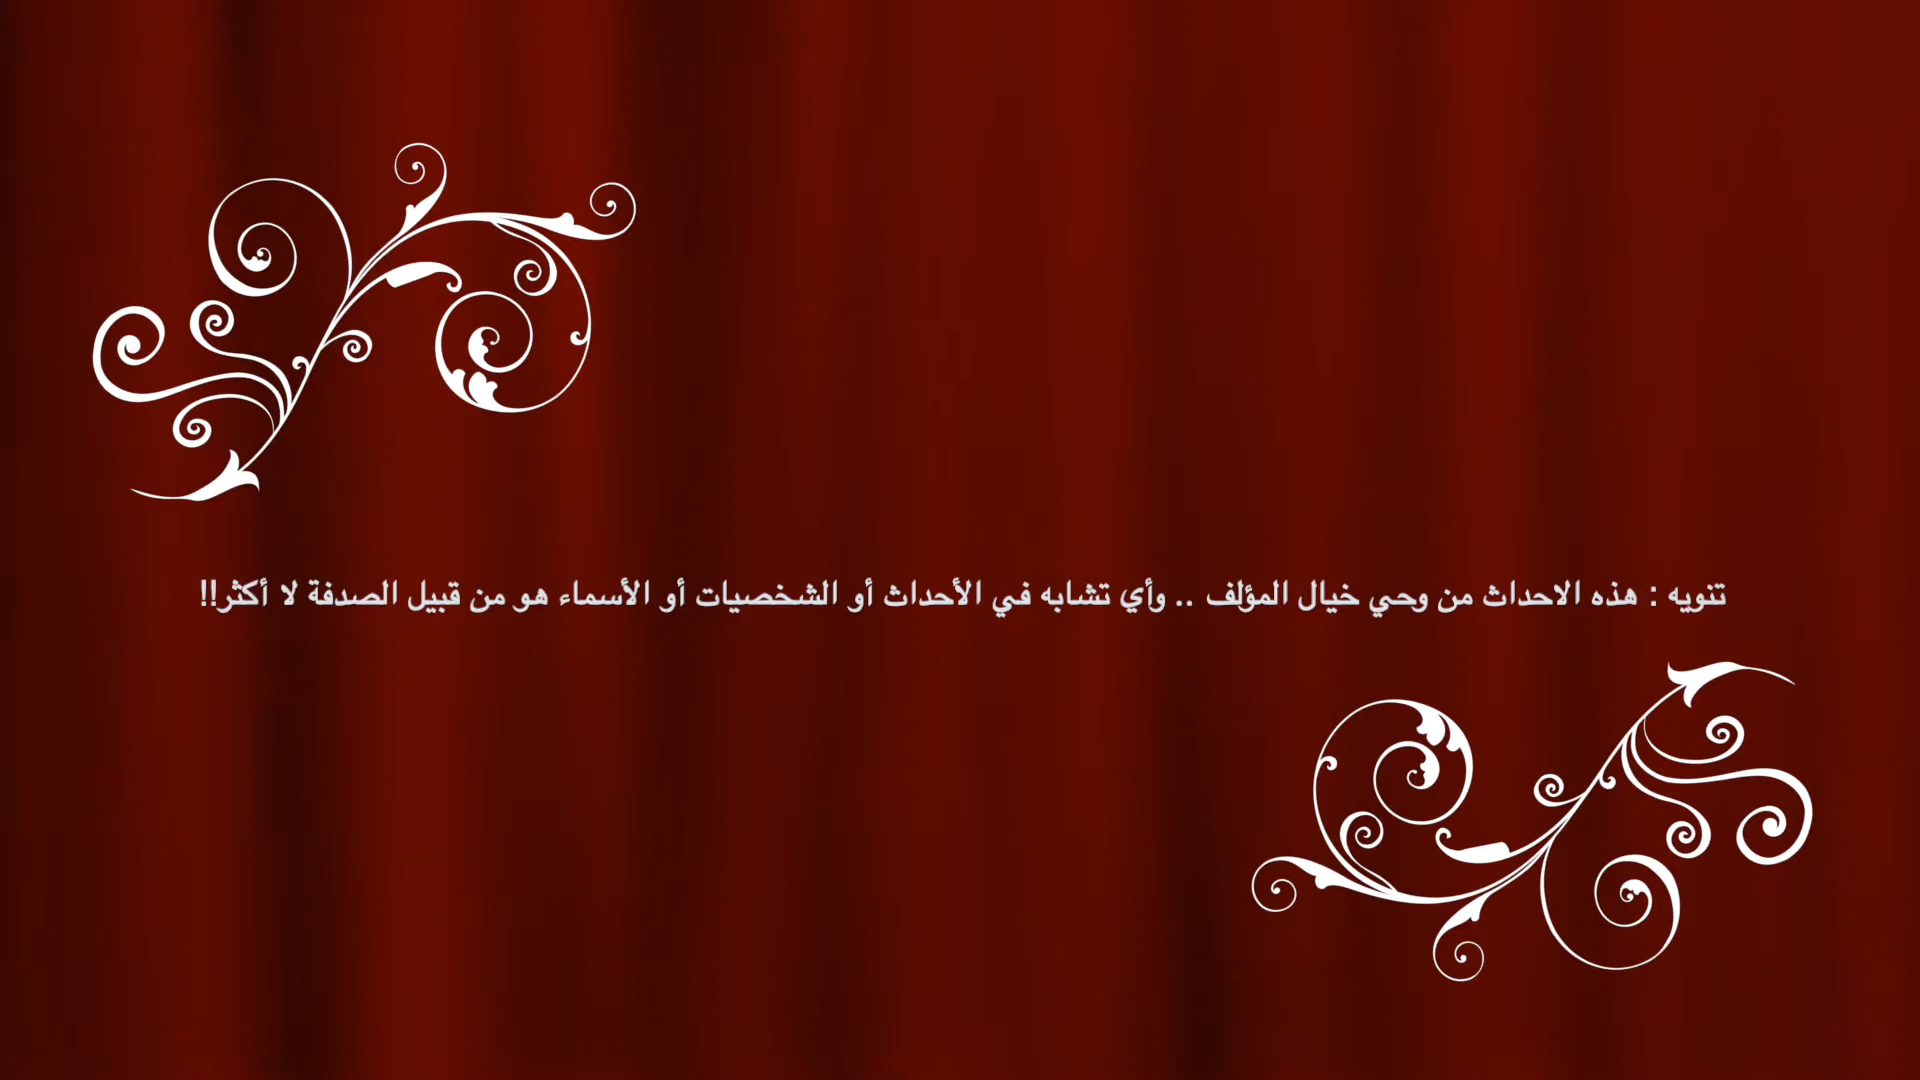 تنويه : هذه الاحداث من وحي خيال المؤلف .. وأي تشابه في الأحداث أو الشخصيات أو الأسماء هو من قبيل الصدفة لا أكثر!!